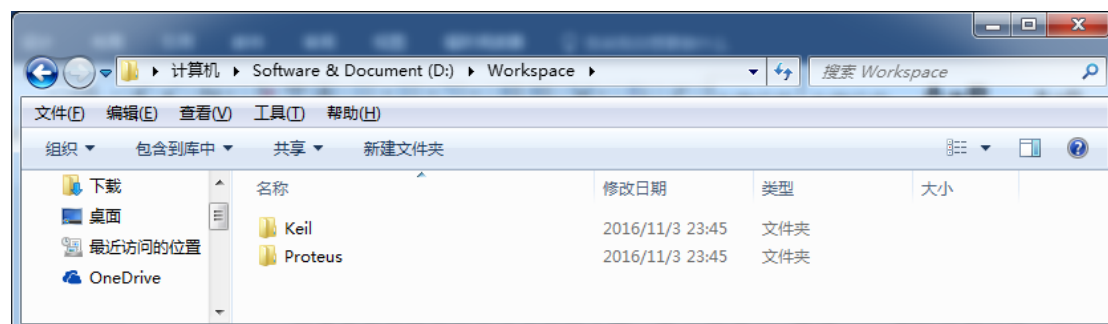 计算机 Software & Document (D:) Workspace 搜索 Workspace
文件(F) 编辑(E) 查看(V) 工具(T) 帮助(H)
组织 包含到库中 共享 新建文件夹
下载 名称 修改日期 类型 大小
桌面 Keil 2016/11/3 23:45 文件夹
最近访问的位置 Proteus 2016/11/3 23:45 文件夹
OneDrive